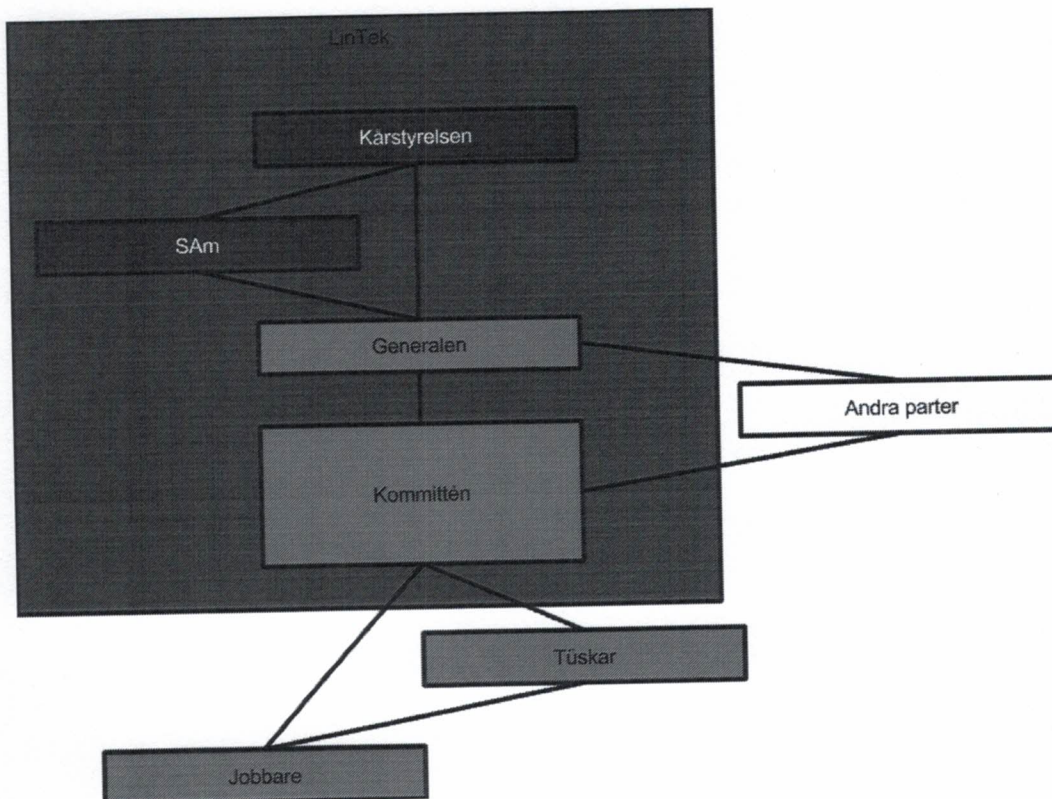 LinTek
Kårstyrelsen
SAm
Generalen
Andra parter
Kommittén
Tüskar
Jobbare